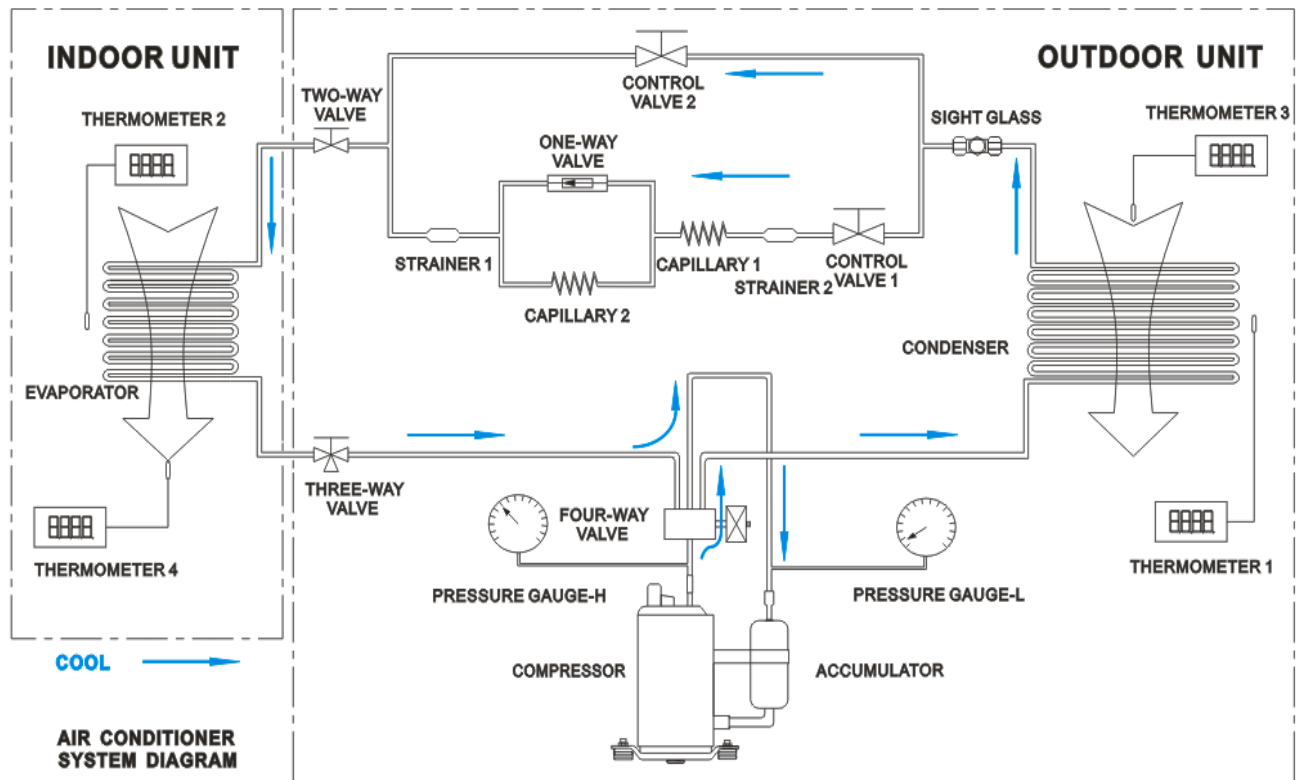 INDOOR UNIT
OUTDOOR UNIT
THERMOMETER 2
TWO-WAY
VALVE
CONTROL
VALVE 2
ONE-WAY
VALVE
SIGHT GLASS
THERMOMETER 3
STRAINER 1
CAPILLARY 1
STRAINER 2
CONTROL
VALVE 1
CAPILLARY 2
CONDENSER
EVAPORATOR
THREE-WAY
VALVE
FOUR-WAY
VALVE
THERMOMETER 4
PRESSURE GAUGE-H
PRESSURE GAUGE-L
THERMOMETER 1
COOL
COMPRESSOR
ACCUMULATOR
AIR CONDITIONER
SYSTEM DIAGRAM